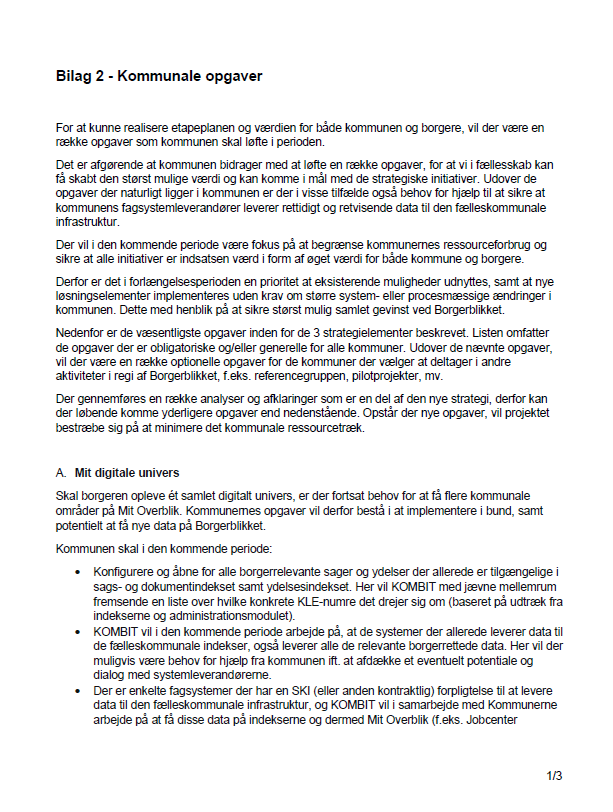 Bilag 2 - Kommunale opgaver
For at kunne realisere etapeplanen og værdien for både kommunen og borgere, vil der være en
række opgaver som kommunen skal løfte i perioden.
Det er afgørende at kommunen bidrager med at løfte en række opgaver, for at vi i fællesskab kan
få skabt den størst mulige værdi og kan komme i mål med de strategiske initiativer. Udover de
opgaver der naturligt ligger i kommunen er der i visse tilfælde også behov for hjælp til at sikre at
kommunens fagsystemleverandører leverer rettidigt og retvisende data til den fælleskommunale
infrastruktur.
Der vil i den kommende periode være fokus på at begrænse kommunernes ressourceforbrug og
sikre at alle initiativer er indsatsen værd i form af øget værdi for både kommune og borgere.
Derfor er det i forlængelsesperioden en prioritet at eksisterende muligheder udnyttes, samt at nye
løsningselementer implementeres uden krav om større system- eller procesmæssige ændringer i
kommunen. Dette med henblik på at sikre størst mulig samlet gevinst ved Borgerblikket.
Nedenfor er de væsentligste opgaver inden for de 3 strategielementer beskrevet. Listen omfatter
de opgaver der er obligatoriske og/eller generelle for alle kommuner. Udover de nævnte opgaver,
vil der være en række optionelle opgaver for de kommuner der vælger at deltager i andre
aktiviteter i regi af Borgerblikket, f.eks. referencegruppen, pilotprojekter, mv.
Der gennemføres en række analyser og afklaringer som er en del af den nye strategi, derfor kan
der løbende komme yderligere opgaver end nedenstående. Opstår der nye opgaver, vil projektet
bestræbe sig på at minimere det kommunale ressourcetræk.
A. Mit digitale univers
Skal borgeren opleve ét samlet digitalt univers, er der fortsat behov for at få flere kommunale
områder på Mit Overblik. Kommunernes opgaver vil derfor bestå i at implementere i bund, samt
potentielt at få nye data på Borgerblikket.
Kommunen skal i den kommende periode:
• Konfigurere og åbne for alle borgerrelevante sager og ydelser der allerede er tilgængelige i
sags- og dokumentindekset samt ydelsesindekset. Her vil KOMBIT med jævne mellemrum
fremsende en liste over hvilke konkrete KLE-numre det drejer sig om (baseret på udtræk fra
indekserne og administrationsmodulet).
• KOMBIT vil i den kommende periode arbejde på, at de systemer der allerede leverer data til
de fælleskommunale indekser, også leverer alle de relevante borgerrettede data. Her vil der
muligvis være behov for hjælp fra kommunen ift. at afdække et eventuelt potentiale og
dialog med systemleverandørerne.
• Der er enkelte fagsystemer der har en SKI (eller anden kontraktlig) forpligtelse til at levere
data til den fælleskommunale infrastruktur, og KOMBIT vil i samarbejde med Kommunerne
arbejde på at få disse data på indekserne og dermed Mit Overblik (f.eks. Jobcenter
1/3